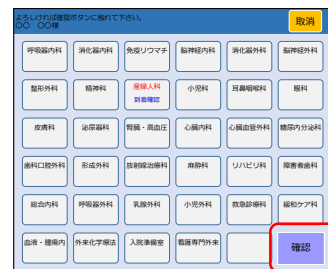 よろしければ確認ボタンに触れて下さい。
〇〇 〇〇様
取消
呼吸器内科 消化器内科 免疫リウマチ 脳神経内科 消化器外科 脳神経外科
整形外科 精神科 産婦人科 小児科 耳鼻咽喉科 眼科
到着確認
皮膚科 泌尿器科 腎臓・高血圧 心臓内科 心臓血管外科 糖尿内分泌科
歯科口腔外科 形成外科 放射線治療科 麻酔科 リハビリ科 障害者歯科
総合内科 呼吸器外科 乳腺外科 小児外科 救急診療科 緩和ケア科
血液・腫瘍内 外来化学療法 入院準備室 看護専門外来 確認